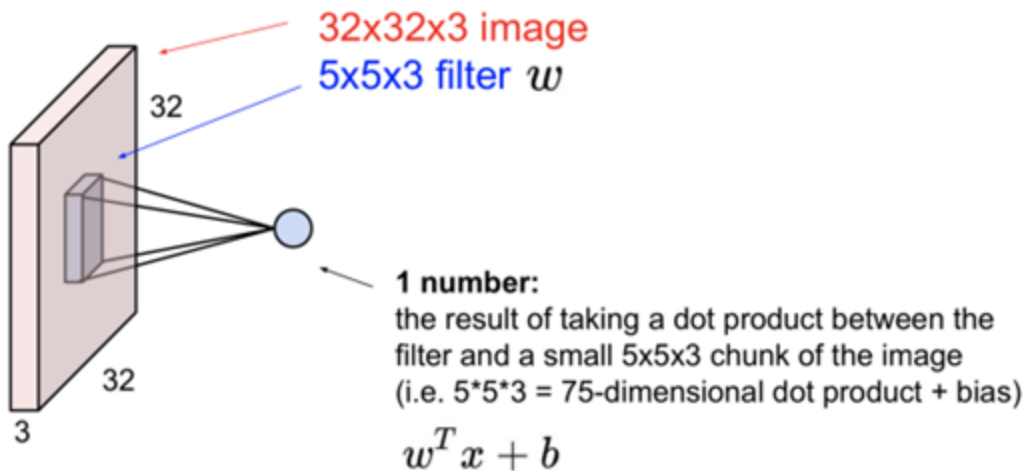 32x32x3 image
5x5x3 filter w
32
1 number:
the result of taking a dot product between the
filter and a small 5x5x3 chunk of the image
(i.e. 5*5*3 = 75-dimensional dot product + bias)
32
3
w^T x + b